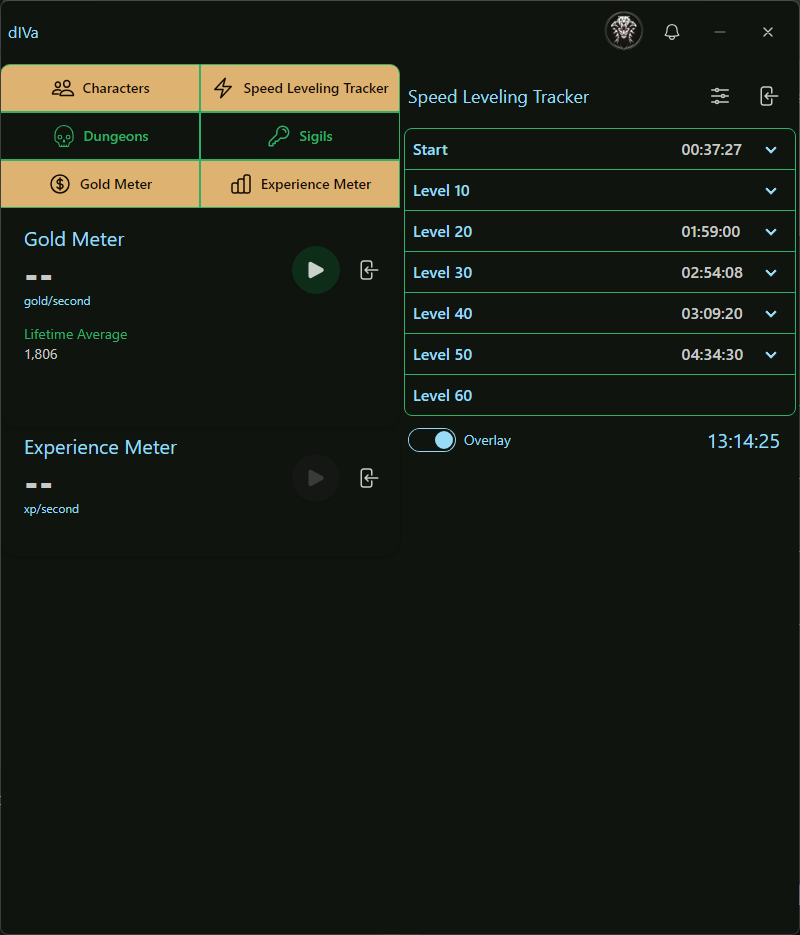 dIVa
Characters
Speed Leveling Tracker
Dungeons
Sigils
Gold Meter
Experience Meter
Gold Meter
--
gold/second
Lifetime Average
1,806
Experience Meter
--
xp/second
Speed Leveling Tracker
Start 00:37:27
Level 10
Level 20 01:59:00
Level 30 02:54:08
Level 40 03:09:20
Level 50 04:34:30
Level 60
Overlay 13:14:25